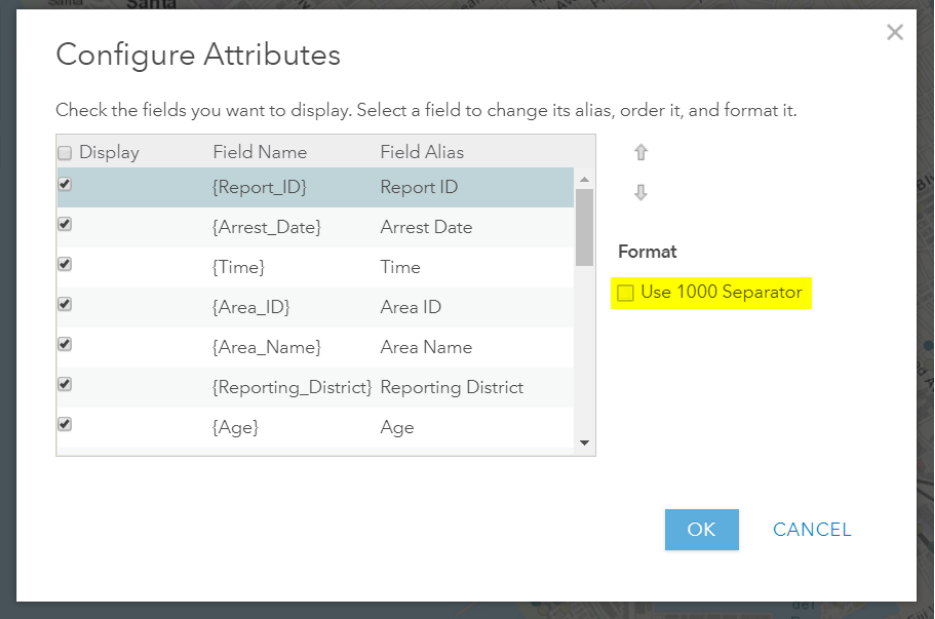 Santa
Configure Attributes
Check the fields you want to display. Select a field to change its alias, order it, and format it.
Display Field Name Field Alias
{Report_ID} Report ID
{Arrest_Date} Arrest Date
{Time} Time
{Area_ID} Area ID
{Area_Name} Area Name
{Reporting_District} Reporting District
{Age} Age
Format
Use 1000 Separator
OK CANCEL
del